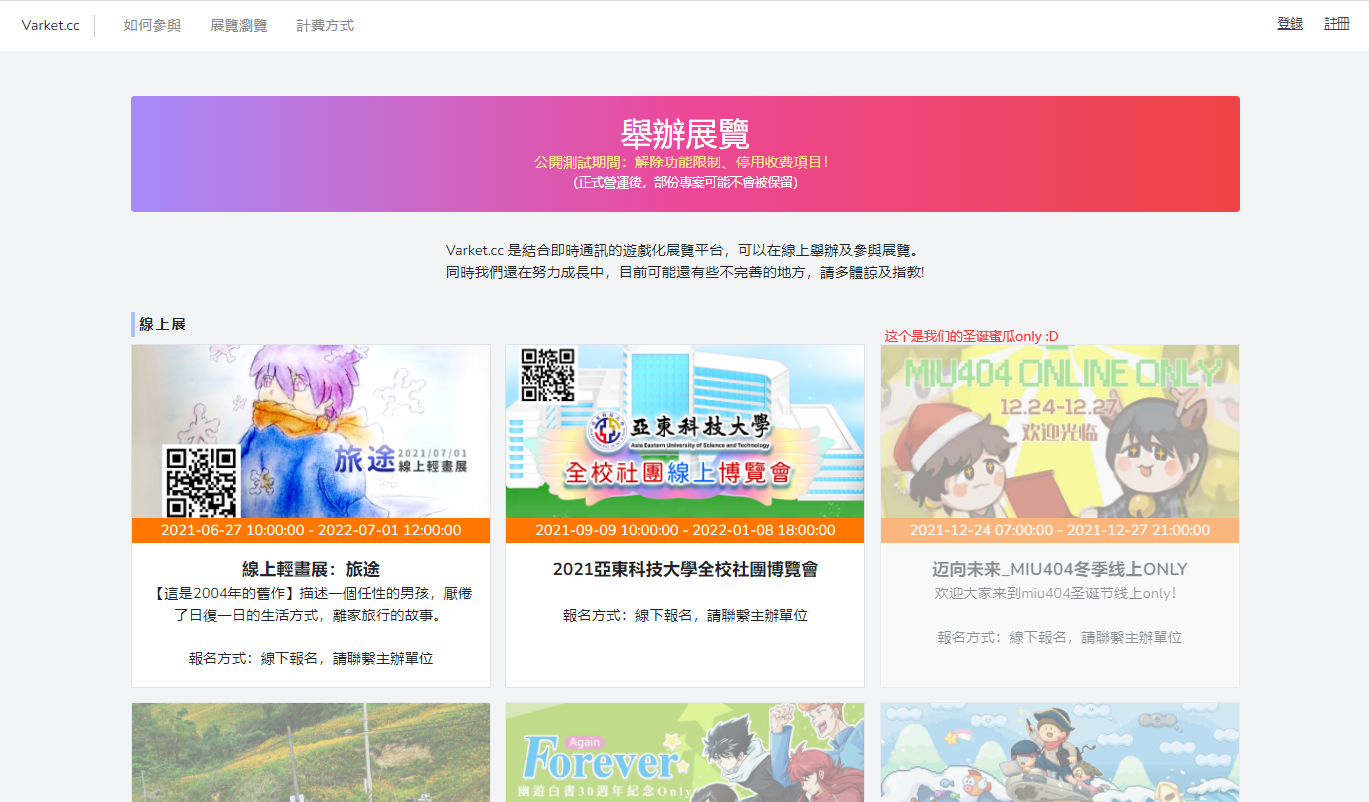 Varket.cc
如何參與
展覽瀏覽
計費方式
登錄
註冊
舉辦展覽
公開測試期間：解除功能限制、停用收費項目！
(正式營運後，部份專案可能不會被保留)
Varket.cc 是結合即時通訊的遊戲化展覽平台，可以在線上舉辦及參與展覽。
同時我們還在努力成長中，目前可能還有些不完善的地方，請多體諒及指教!
線上展
旅途
2021/07/01
線上輕畫展
2021-06-27 10:00:00 - 2022-07-01 12:00:00
線上輕畫展：旅途
【這是2004年的舊作】描述一個任性的男孩，厭倦
了日復一日的生活方式，離家旅行的故事。
報名方式：線下報名，請聯繫主辦單位
亞東科技大學
Asia Eastern University of Science and Technology
全校社團線上博覽會
2021-09-09 10:00:00 - 2022-01-08 18:00:00
2021亞東科技大學全校社團博覽會
報名方式：線下報名，請聯繫主辦單位
这个是我们的圣诞蜜瓜only :D
MIU404 ONLINE ONLY
12.24-12.27
欢迎光临
2021-12-24 07:00:00 - 2021-12-27 21:00:00
迈向未来_MIU404冬季线上ONLY
欢迎大家来到miu404圣诞节线上only！
報名方式：線下報名，請聯繫主辦單位
Again
Forever
幽遊白書30週年紀念Only